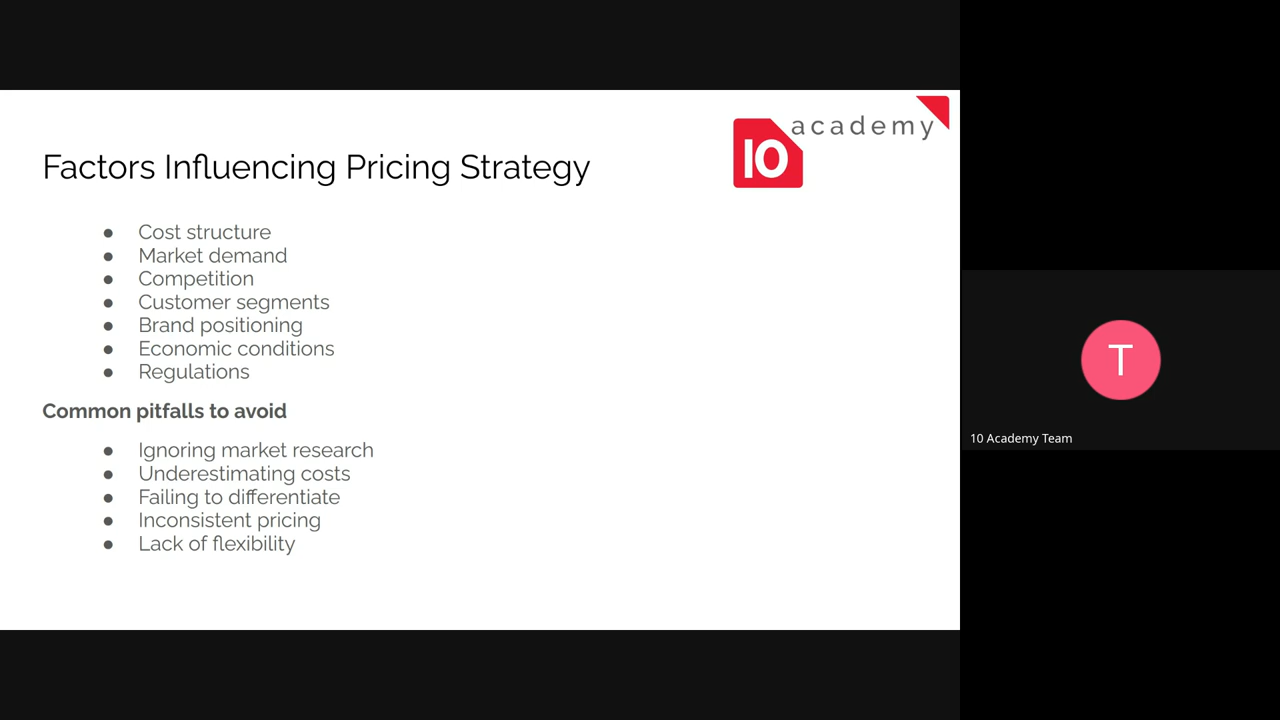 academy
10
Factors Influencing Pricing Strategy
● Cost structure
● Market demand
● Competition
● Customer segments
● Brand positioning
● Economic conditions
● Regulations
Common pitfalls to avoid
● Ignoring market research
● Underestimating costs
● Failing to differentiate
● Inconsistent pricing
● Lack of flexibility
T
10 Academy Team